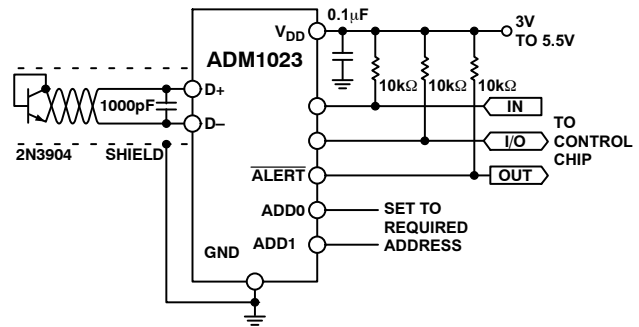 0.1μF
3V
TO 5.5V
VDD
ADM1023
10kΩ 10kΩ 10kΩ
D+
1000pF
D–
IN
I/O
OUT
TO
CONTROL
CHIP
2N3904
SHIELD
ALERT
ADD0
ADD1
SET TO
REQUIRED
ADDRESS
GND